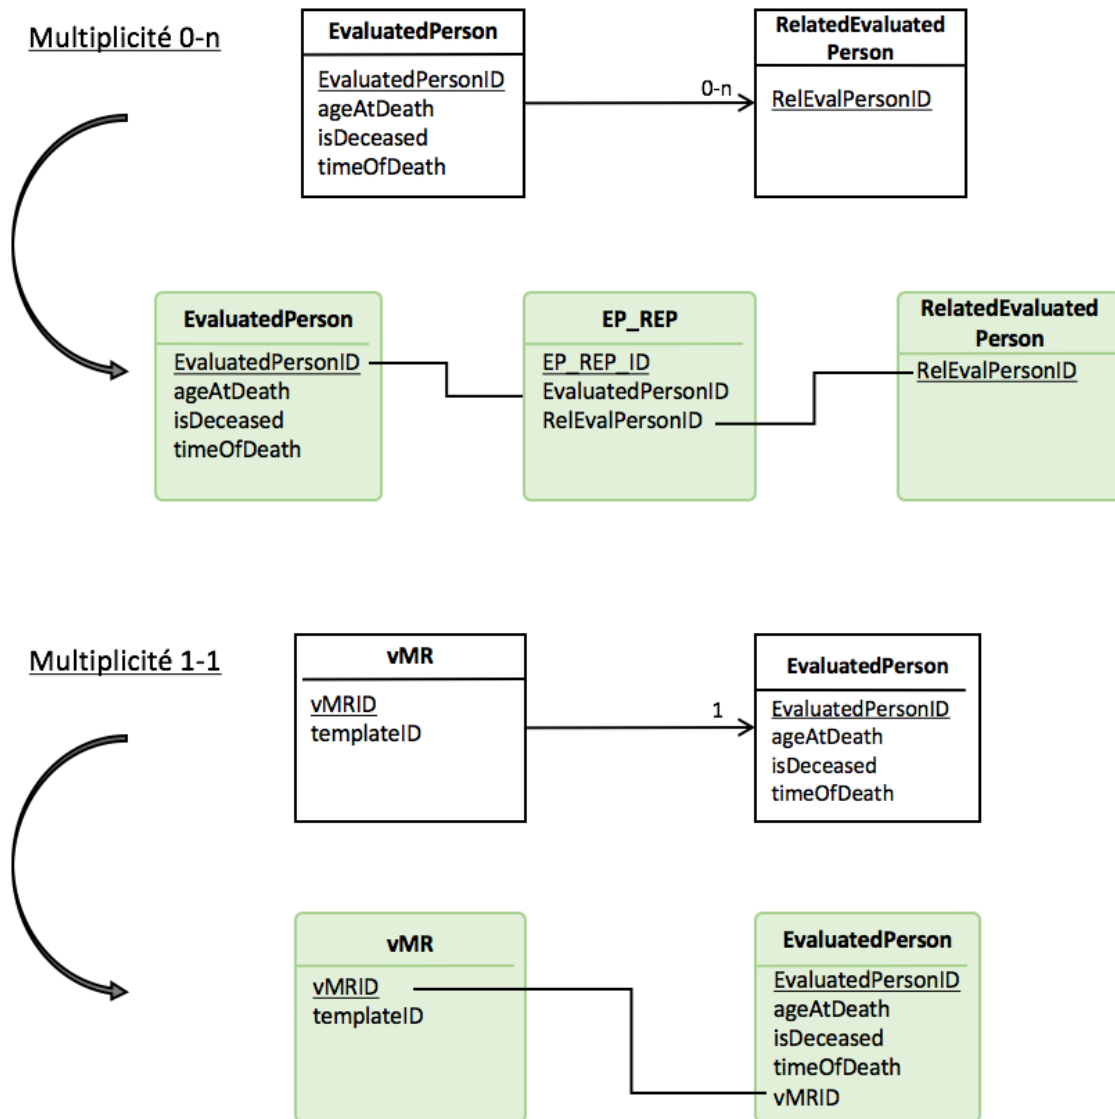 Multiplicité 0-n
EvaluatedPerson
EvaluatedPersonID
ageAtDeath
isDeceased
timeOfDeath
0-n
RelatedEvaluated
Person
RelEvalPersonID
EvaluatedPerson
EvaluatedPersonID
ageAtDeath
isDeceased
timeOfDeath
EP_REP
EP_REP_ID
EvaluatedPersonID
RelEvalPersonID
RelatedEvaluated
Person
RelEvalPersonID
Multiplicité 1-1
vMR
vMRID
templateID
1
EvaluatedPerson
EvaluatedPersonID
ageAtDeath
isDeceased
timeOfDeath
vMR
vMRID
templateID
EvaluatedPerson
EvaluatedPersonID
ageAtDeath
isDeceased
timeOfDeath
vMRID